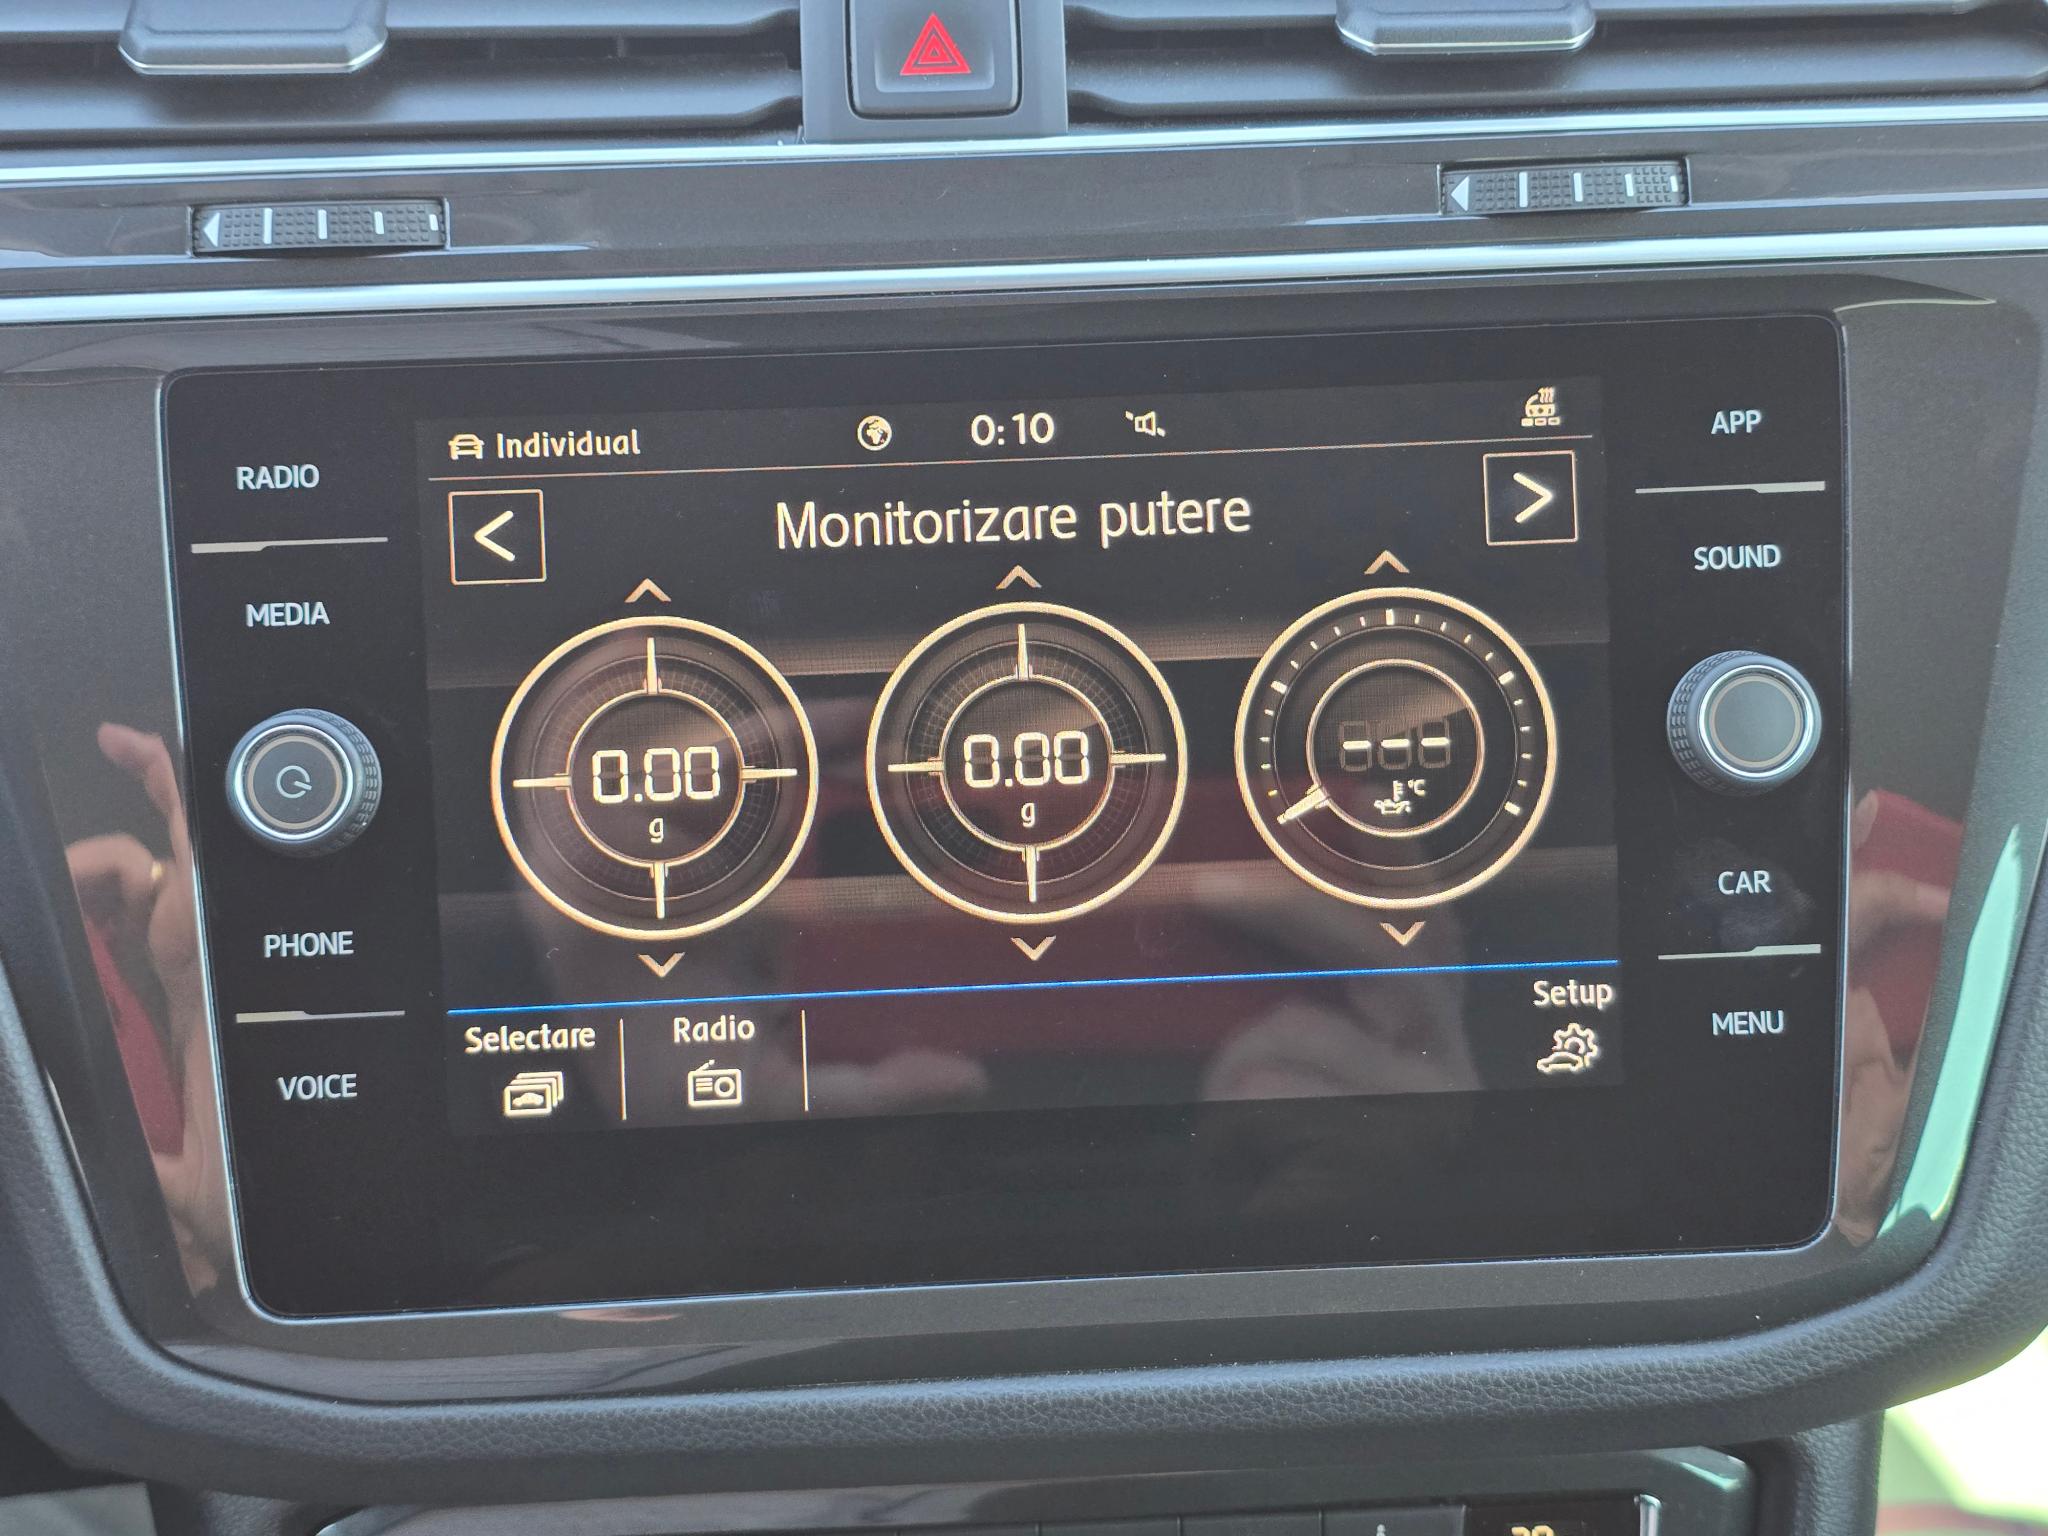 Individual
0:10
RADIO
APP
Monitorizare putere
SOUND
MEDIA
0.00
g
0.00
g
---
°C
CAR
PHONE
Setup
MENU
Selectare
Radio
VOICE